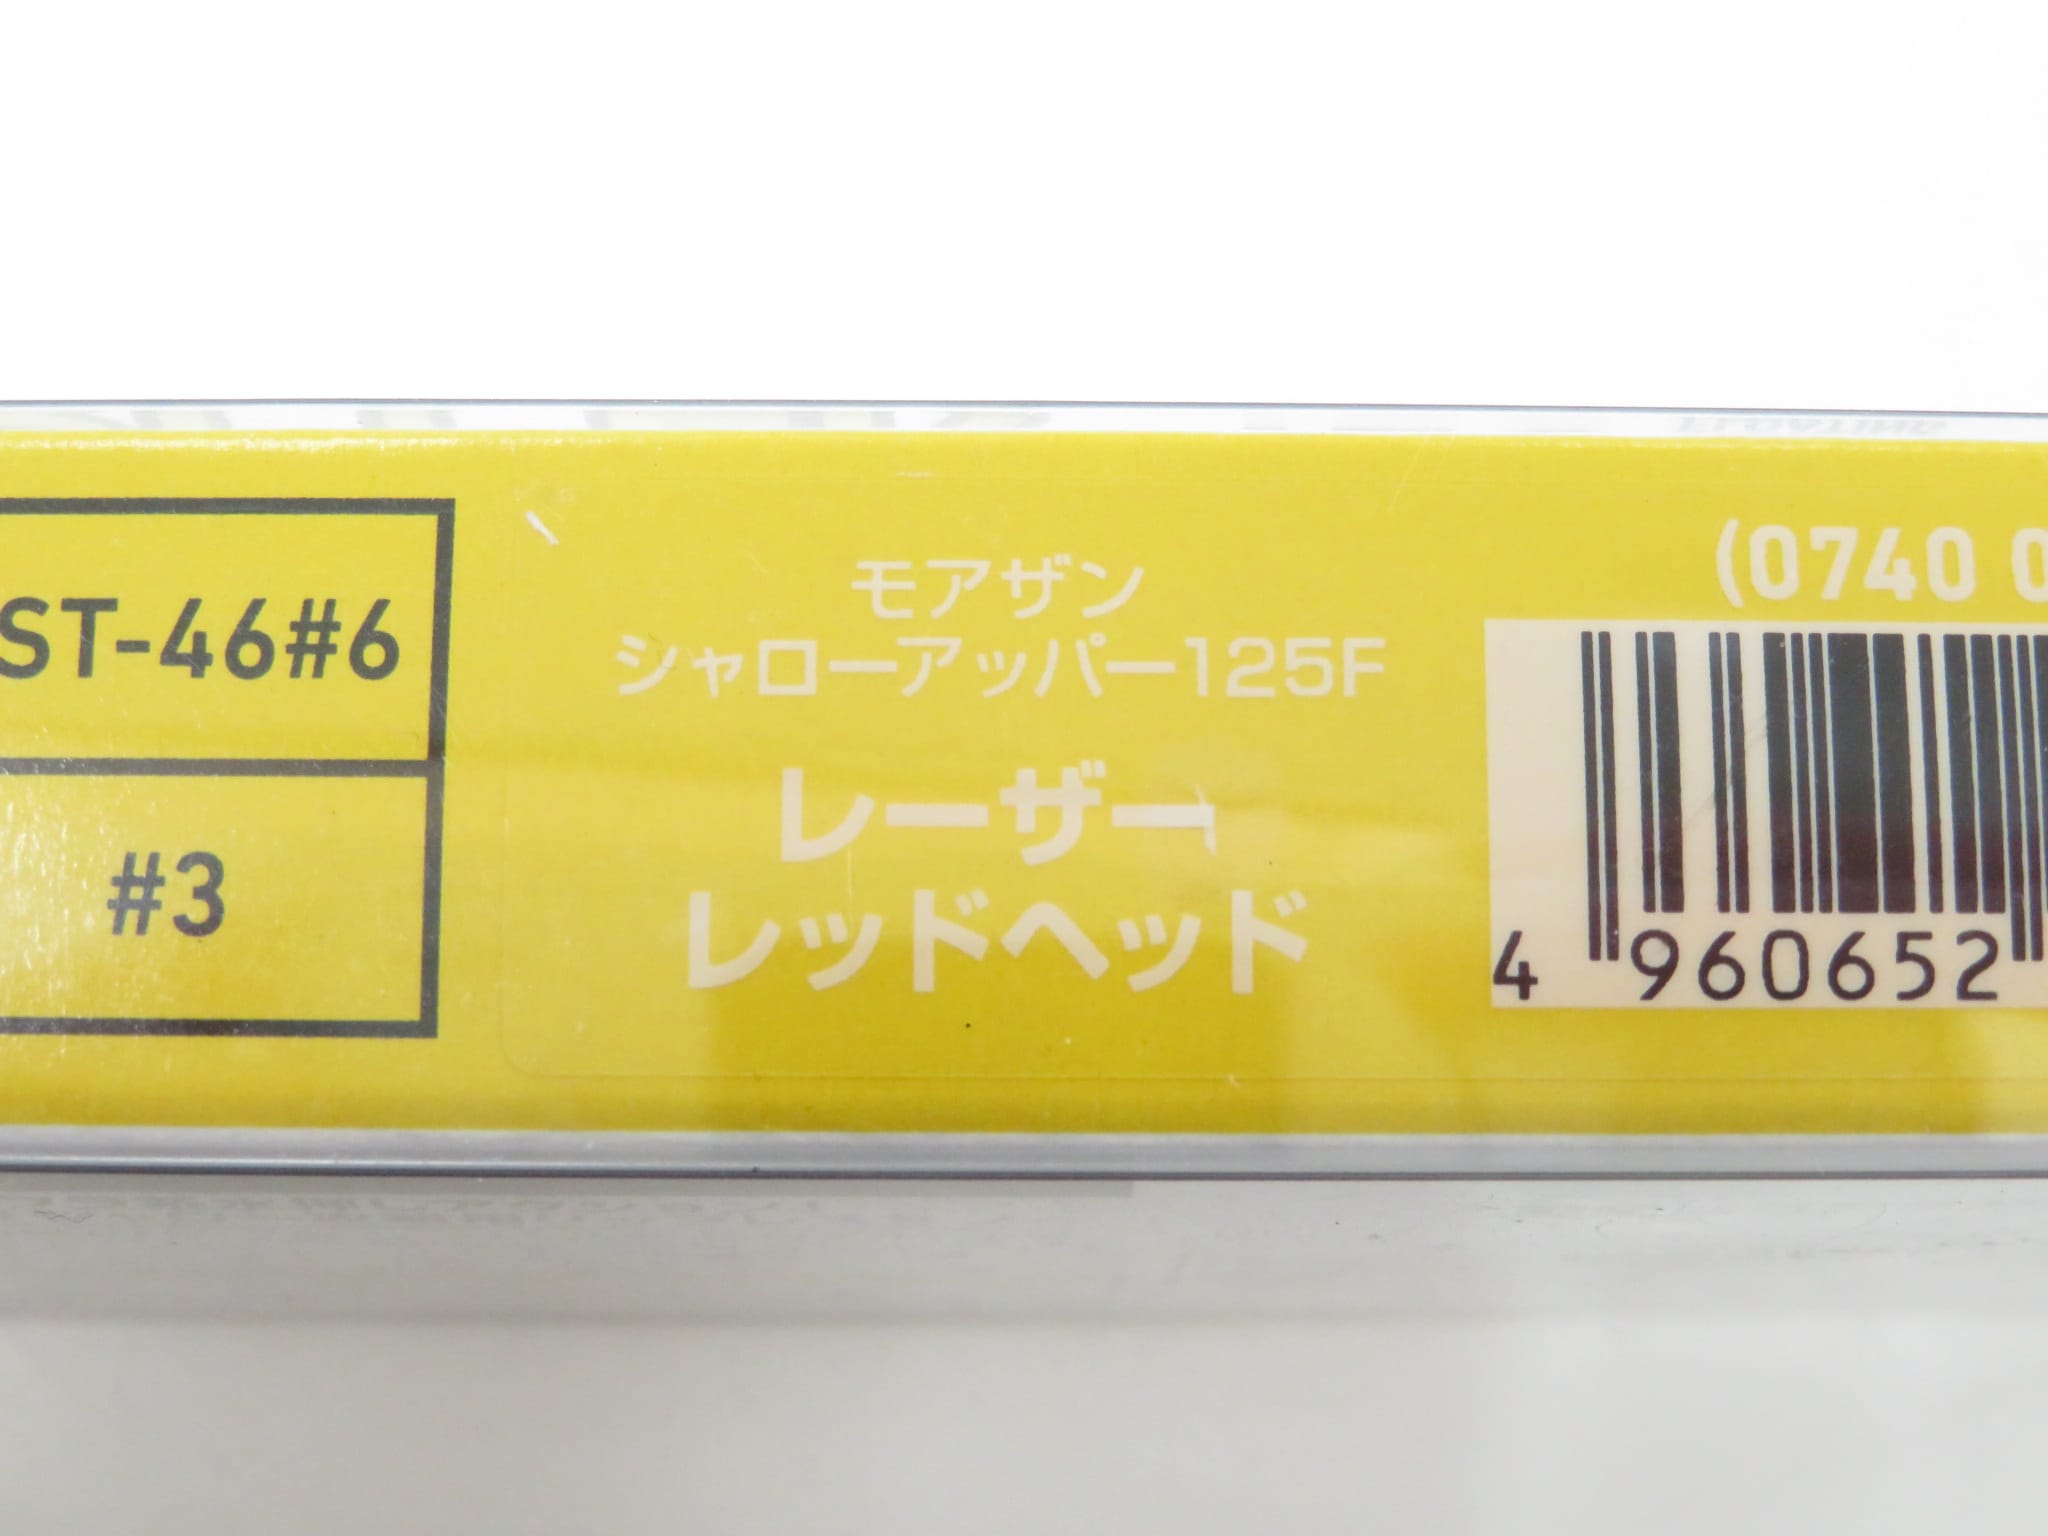 ST-46#6
#3
モアザン
シャローアッパー125F
レーザー
レッドヘッド
(0740 0
4 960652
FLOATING